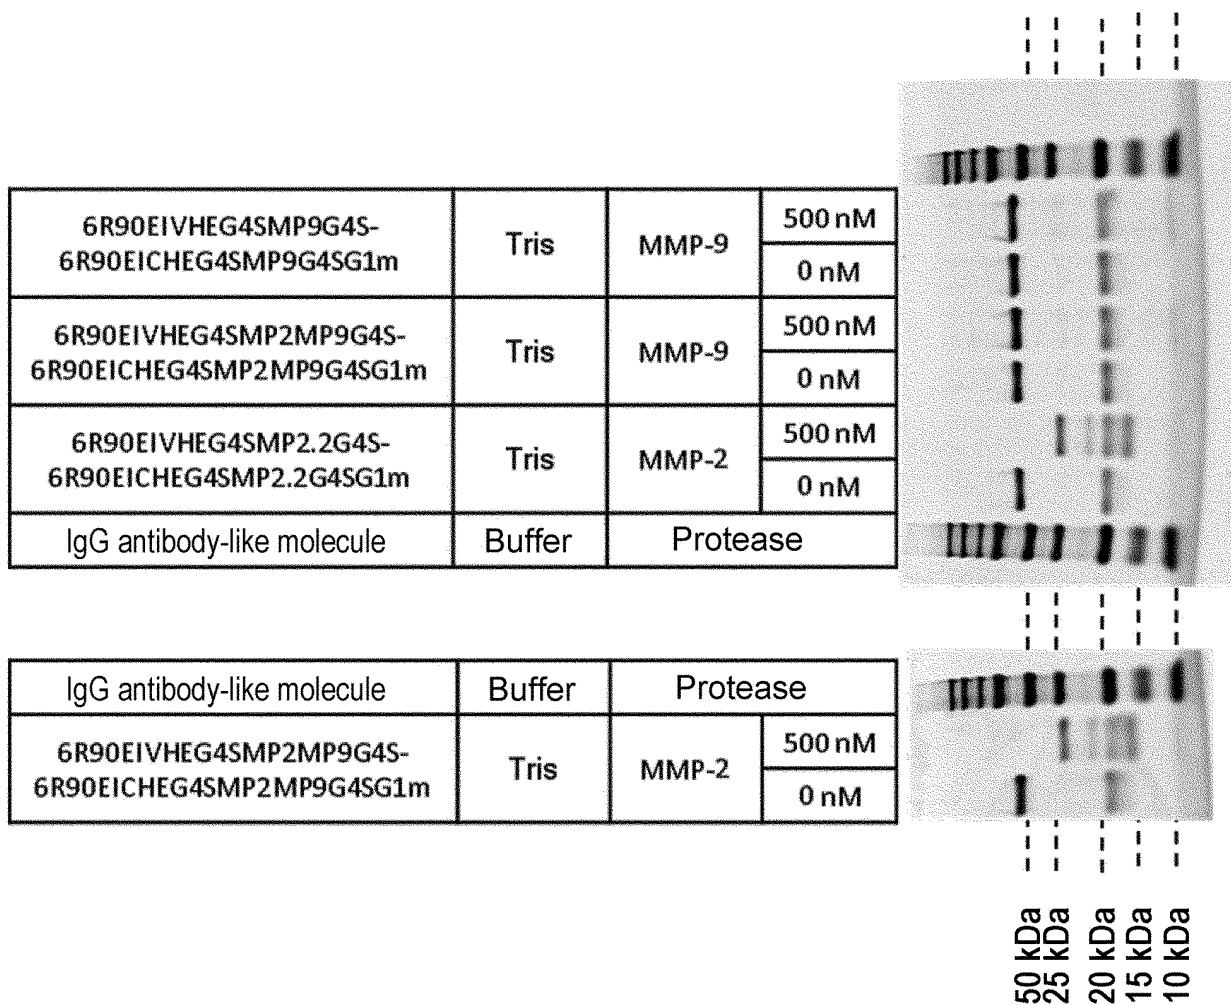 6R90EIVHEG4SMP9G4S-
6R90EICHEG4SMP9G4SG1m
Tris
MMP-9
500 nM
0 nM
6R90EIVHEG4SMP2MP9G4S-
6R90EICHEG4SMP2MP9G4SG1m
Tris
MMP-9
500 nM
0 nM
6R90EIVHEG4SMP2.2G4S-
6R90EICHEG4SMP2.2G4SG1m
Tris
MMP-2
500 nM
0 nM
IgG antibody-like molecule
Buffer
Protease
IgG antibody-like molecule
Buffer
Protease
6R90EIVHEG4SMP2MP9G4S-
6R90EICHEG4SMP2MP9G4SG1m
Tris
MMP-2
500 nM
0 nM
50 kDa
25 kDa
20 kDa
15 kDa
10 kDa